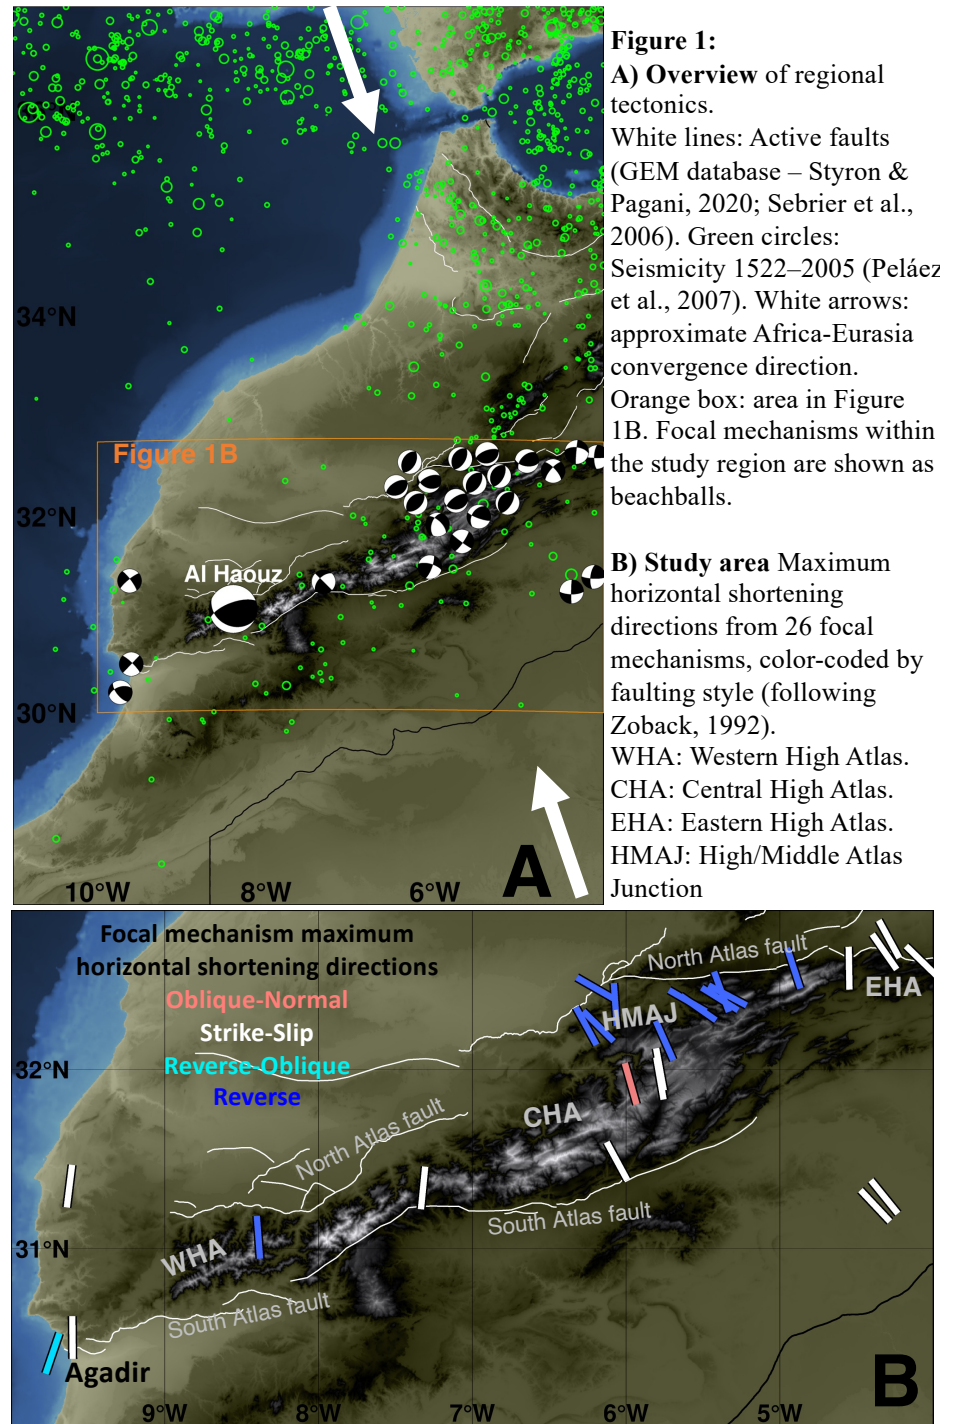 Figure 1:
A) Overview of regional
tectonics.
White lines: Active faults
(GEM database – Styron &
Pagani, 2020; Sebrier et al.,
2006). Green circles:
Seismicity 1522–2005 (Peláez
et al., 2007). White arrows:
approximate Africa-Eurasia
convergence direction.
Orange box: area in Figure
1B. Focal mechanisms within
the study region are shown as
beachballs.
B) Study area Maximum
horizontal shortening
directions from 26 focal
mechanisms, color-coded by
faulting style (following
Zoback, 1992).
WHA: Western High Atlas.
CHA: Central High Atlas.
EHA: Eastern High Atlas.
HMAJ: High/Middle Atlas
Junction
34°N
Figure 1B
32°N
Al Haouz
30°N
A
10°W
8°W
6°W
Focal mechanism maximum
horizontal shortening directions
Oblique-Normal
Strike-Slip
Reverse-Oblique
Reverse
North Atlas fault
EHA
HMAJ
32°N
CHA
North Atlas fault
South Atlas fault
31°N
WHA
South Atlas fault
Agadir
B
9°W
8°W
7°W
6°W
5°W